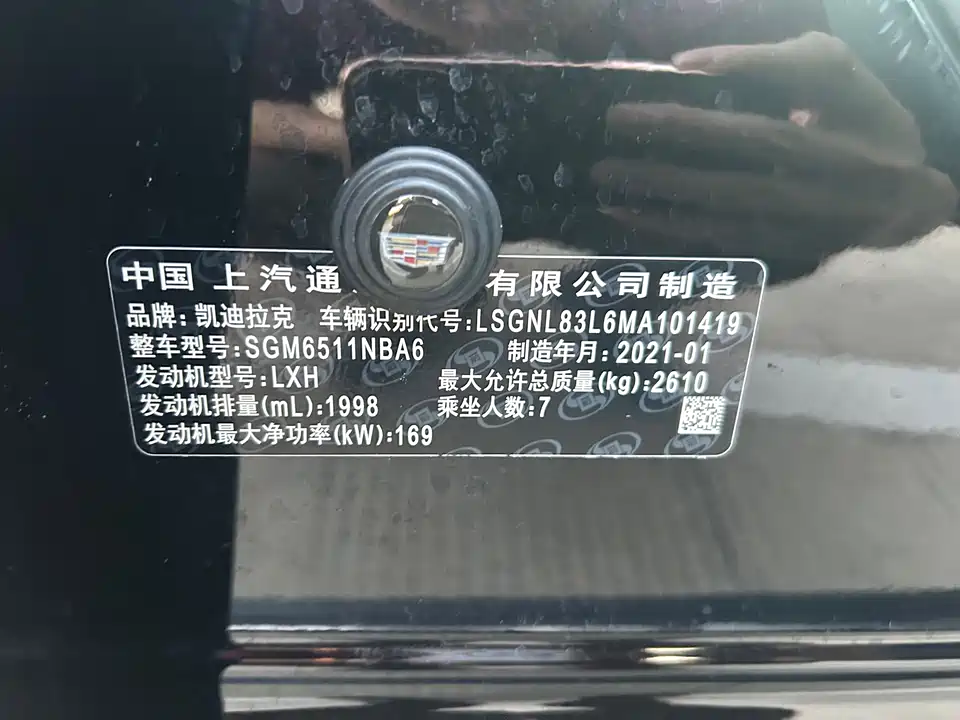 中国 上汽通 有限公司制造
品牌:凯迪拉克 车辆识别代号:LSGNL83L6MA101419
整车型号:SGM6511NBA6 制造年月:2021-01
发动机型号:LXH 最大允许总质量(kg):2610
发动机排量(mL):1998 乘坐人数:7
发动机最大净功率(kW):169